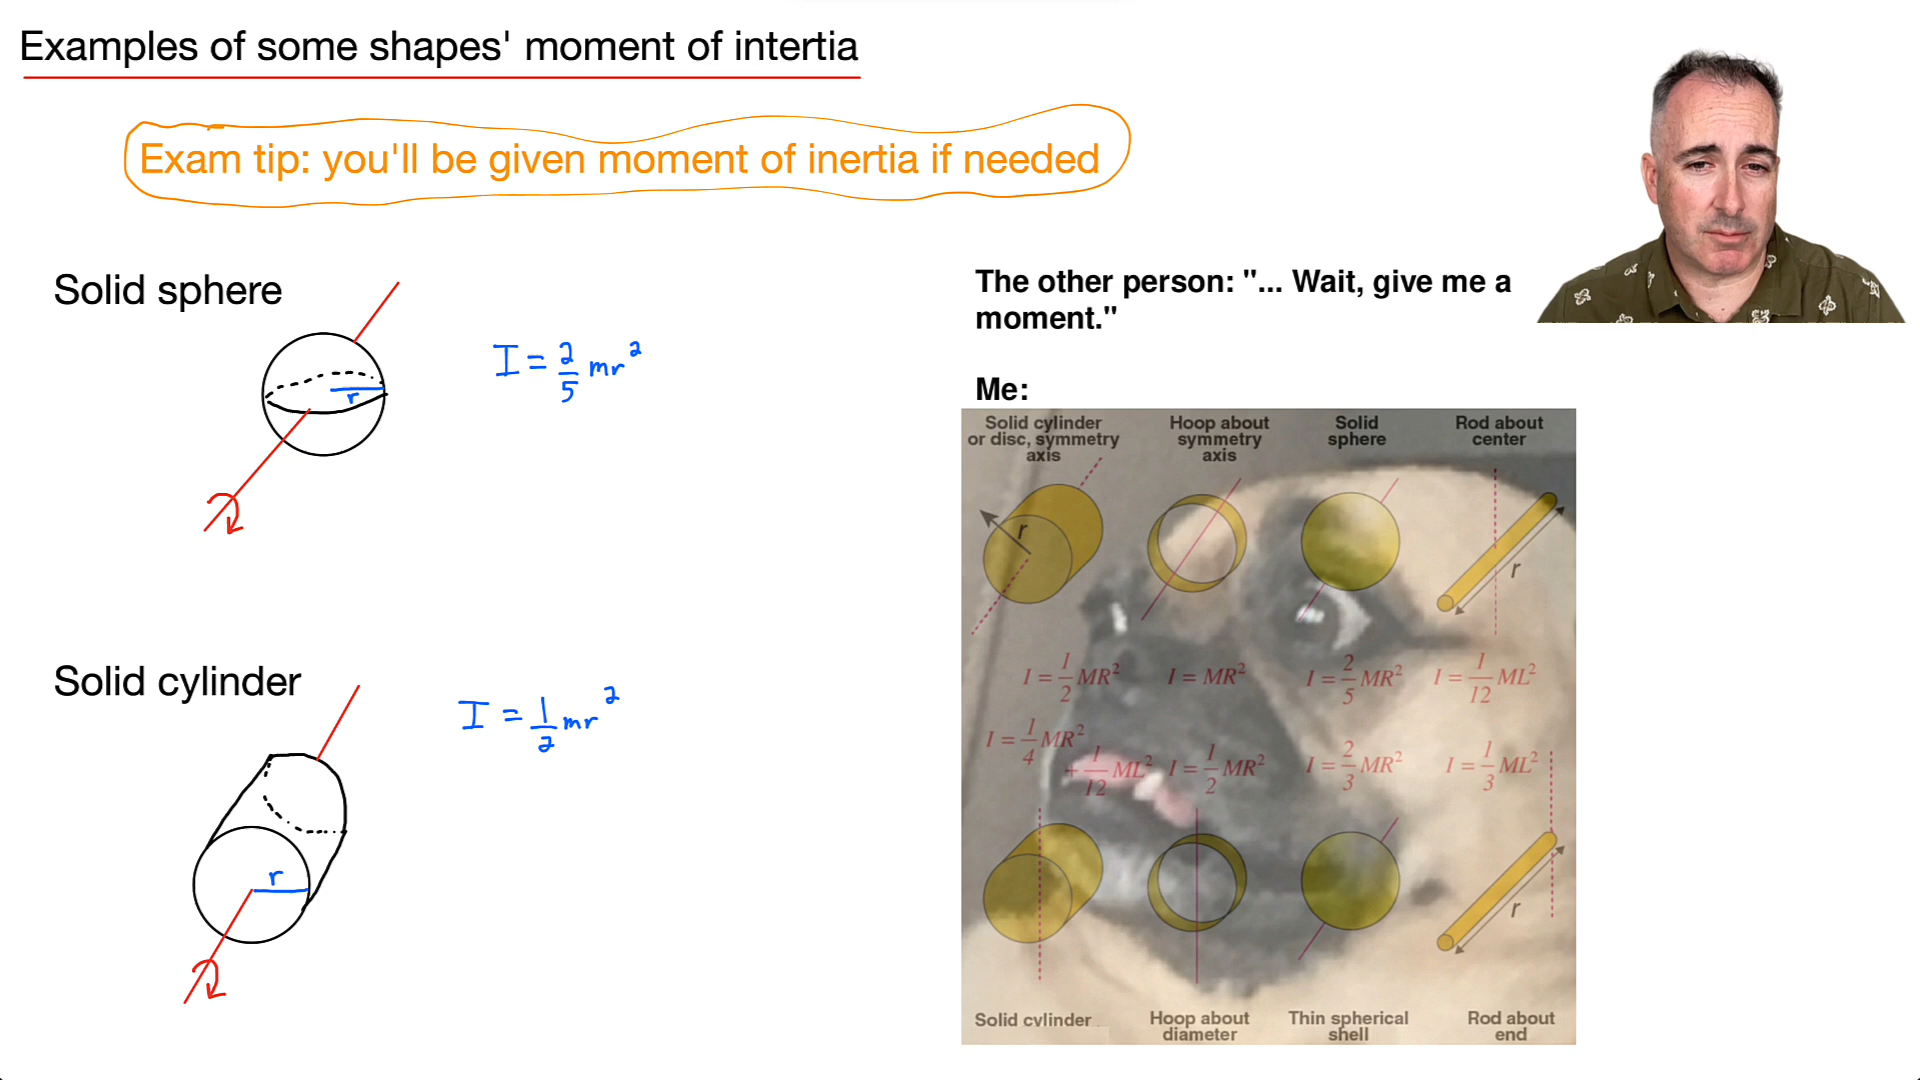 Examples of some shapes' moment of intertia
Exam tip: you'll be given moment of inertia if needed
Solid sphere
I = 2/5 mr²
r
Solid cylinder
I = 1/2 mr²
r
The other person: "... Wait, give me a
moment."
Me:
Solid cylinder
or disc, symmetry
axis
Hoop about
symmetry
axis
Solid
sphere
Rod about
center
r
r
I = 1/2 MR²
I = MR²
I = 2/5 MR²
I = 1/12 ML²
I = 1/4 MR²
+ 1/12 ML²
I = 1/2 MR²
I = 2/3 MR²
I = 1/3 ML²
r
Solid cylinder
Hoop about
diameter
Thin spherical
shell
Rod about
end